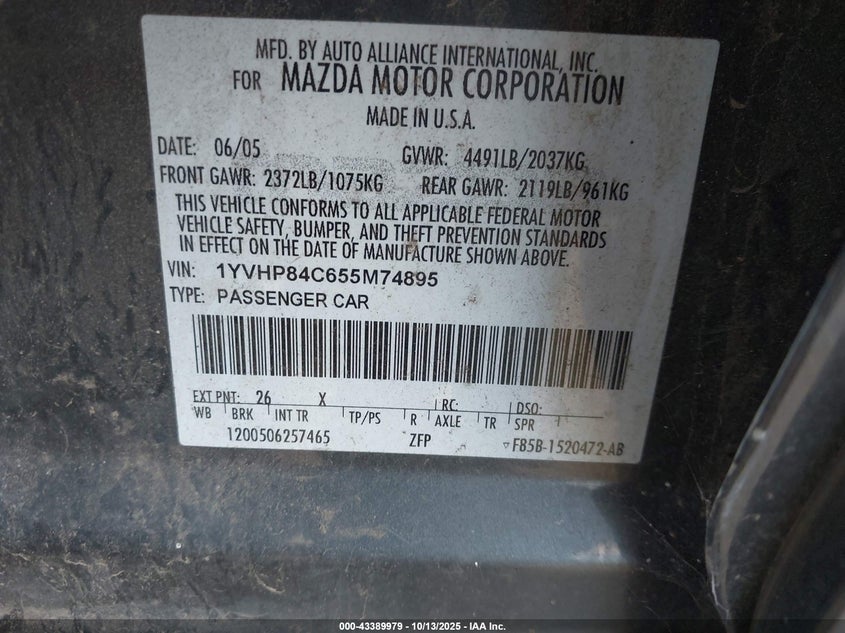 MFD. BY AUTO ALLIANCE INTERNATIONAL, INC.
FOR MAZDA MOTOR CORPORATION
MADE IN U.S.A.
DATE: 06/05 GVWR: 4491LB/2037KG
FRONT GAWR: 2372LB/1075KG REAR GAWR: 2119LB/961KG
THIS VEHICLE CONFORMS TO ALL APPLICABLE FEDERAL MOTOR
VEHICLE SAFETY, BUMPER, AND THEFT PREVENTION STANDARDS
IN EFFECT ON THE DATE OF MANUFACTURE SHOWN ABOVE.
VIN: 1YVHP84C655M74895
TYPE: PASSENGER CAR
EXT PNT: 26 X RC: DSO:
WB BRK INT TR TP/PS R AXLE TR SPR
1200506257465 ZFP ▿FB5B-1520472-AB
000-43389979 - 10/13/2025 - IAA Inc.